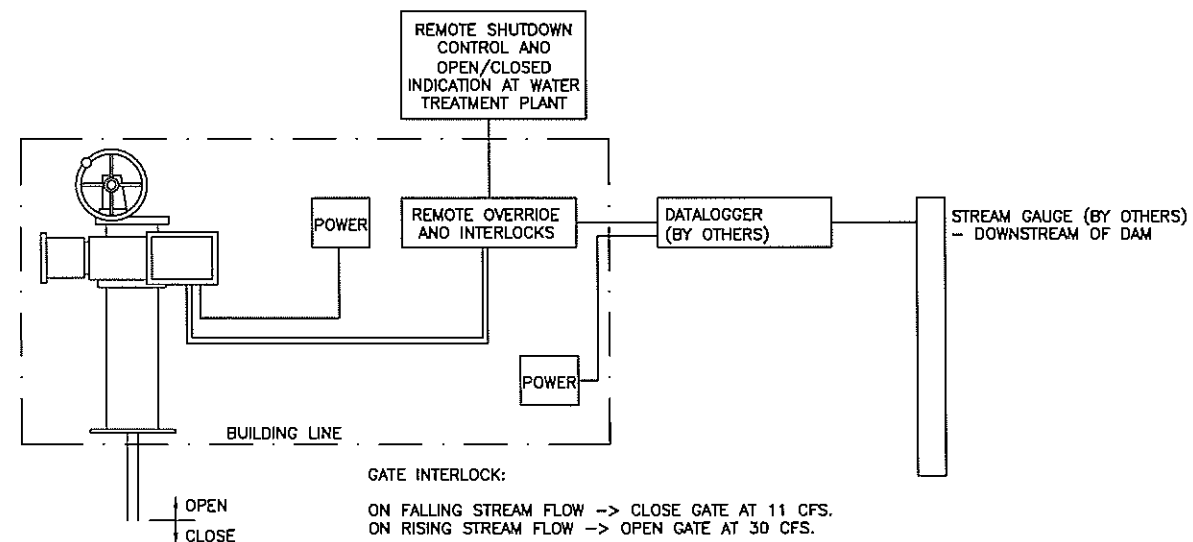 REMOTE SHUTDOWN
CONTROL AND
OPEN/CLOSED
INDICATION AT WATER
TREATMENT PLANT
POWER
REMOTE OVERRIDE
AND INTERLOCKS
DATALOGGER
(BY OTHERS)
STREAM GAUGE (BY OTHERS)
- DOWNSTREAM OF DAM
POWER
BUILDING LINE
GATE INTERLOCK:
OPEN
CLOSE
ON FALLING STREAM FLOW --> CLOSE GATE AT 11 CFS.
ON RISING STREAM FLOW --> OPEN GATE AT 30 CFS.